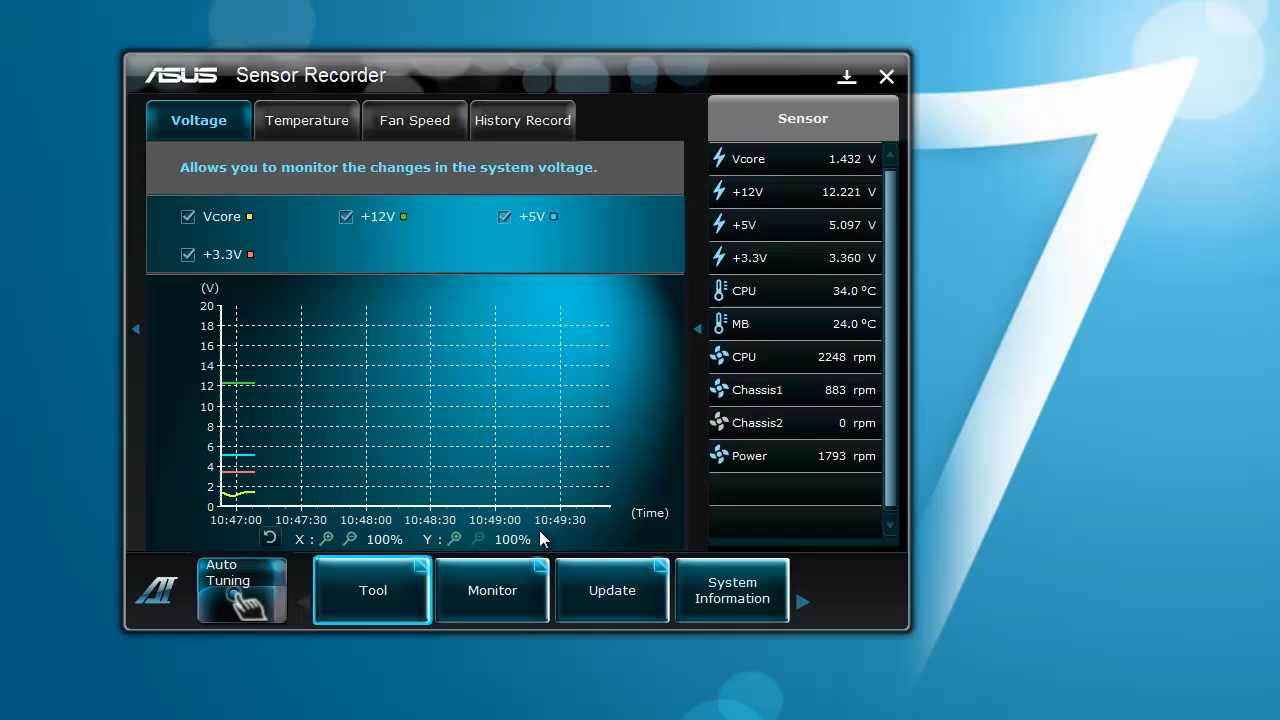 ASUS Sensor Recorder
Voltage Temperature Fan Speed History Record
Allows you to monitor the changes in the system voltage.
Vcore +12V +5V
+3.3V
(V)
20
18
16
14
12
10
8
6
4
2
0
10:47:00 10:47:30 10:48:00 10:48:30 10:49:00 10:49:30
(Time)
X : 100% Y : 100%
Sensor
Vcore 1.432 V
+12V 12.221 V
+5V 5.097 V
+3.3V 3.360 V
CPU 34.0 ºC
MB 24.0 ºC
CPU 2248 rpm
Chassis1 883 rpm
Chassis2 0 rpm
Power 1793 rpm
AI
Auto
Tuning
Tool
Monitor
Update
System
Information